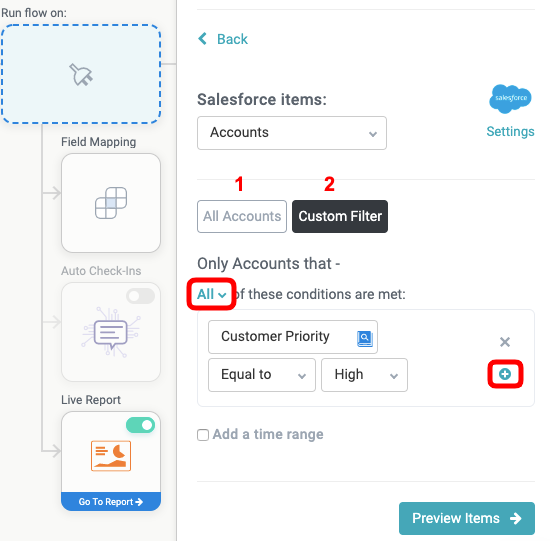 Run flow on:
Field Mapping
Auto Check-Ins
Live Report
Go To Report
Back
Salesforce items:
Accounts
salesforce
Settings
1
2
All Accounts
Custom Filter
Only Accounts that -
All of these conditions are met:
Customer Priority
Equal to
High
Add a time range
Preview Items